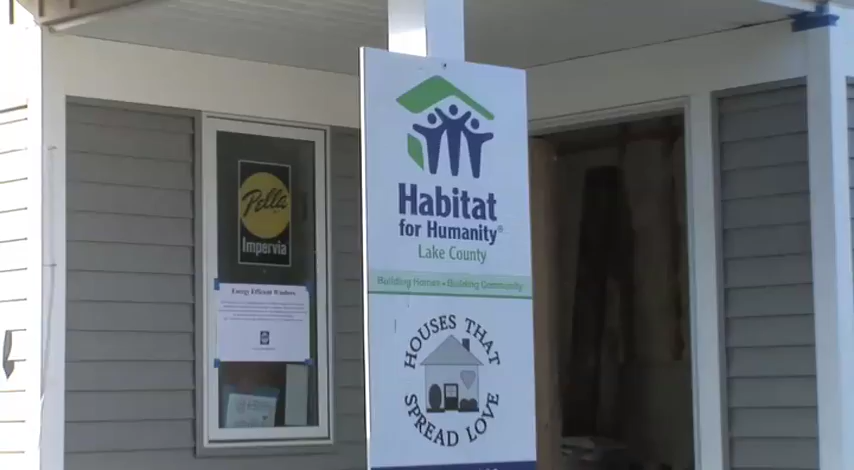 Pella
Impervia
Energy Efficient Windows
Habitat
for Humanity®
Lake County
Building Homes • Building Community
HOUSES THAT
SPREAD LOVE